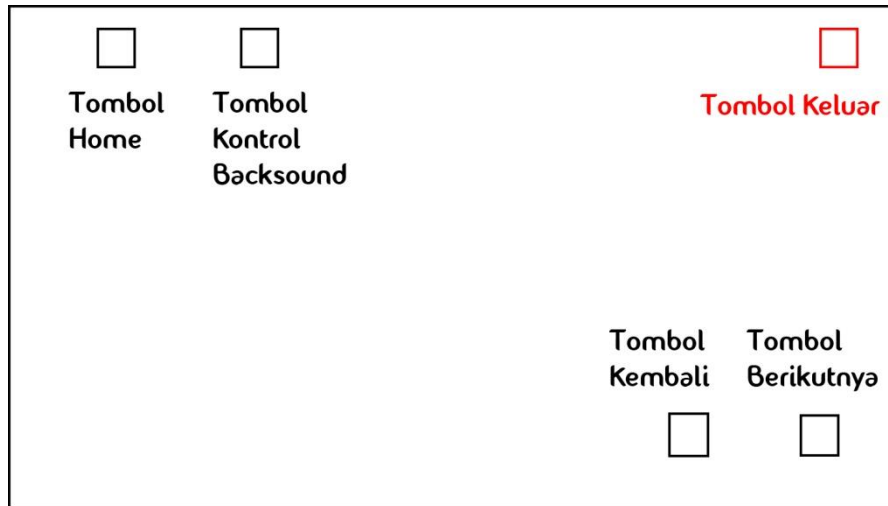 Tombol
Home
Tombol
Kontrol
Backsound
Tombol Keluar
Tombol
Kembali
Tombol
Berikutnya